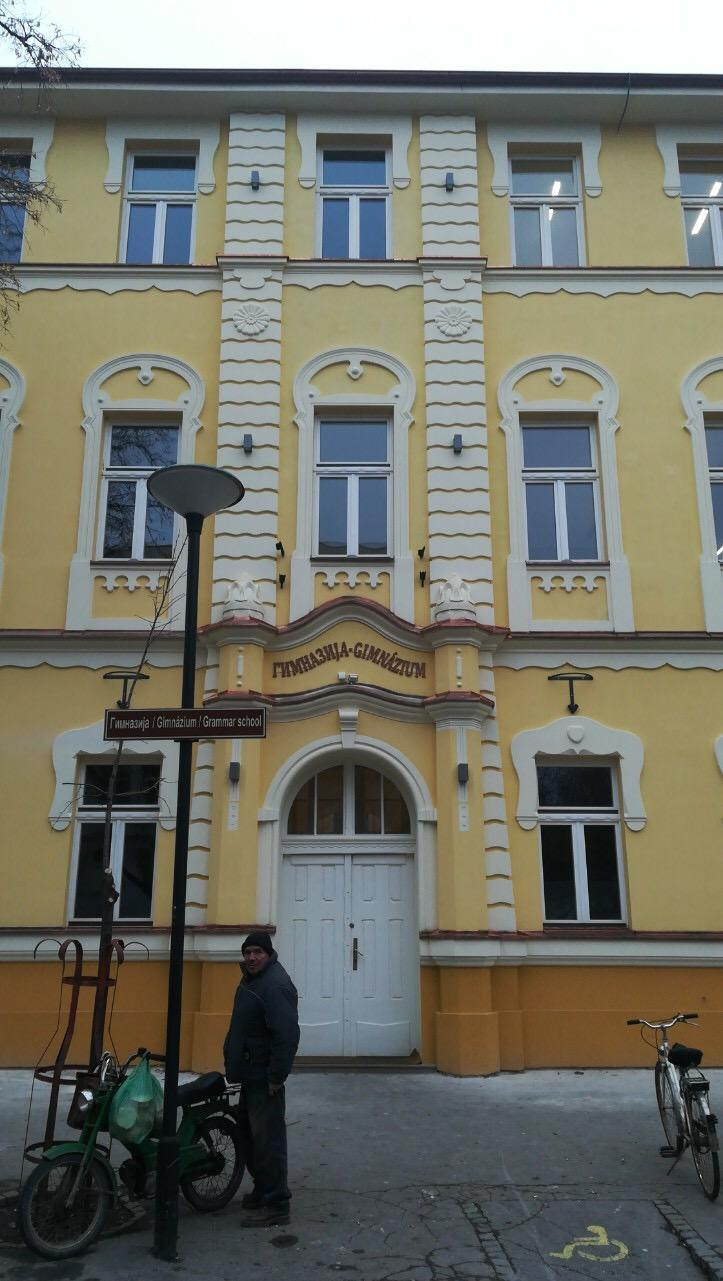 ГИМНАЗИЈА-GIMNÁZIUM
Гимназија / Gimnázium / Grammar school